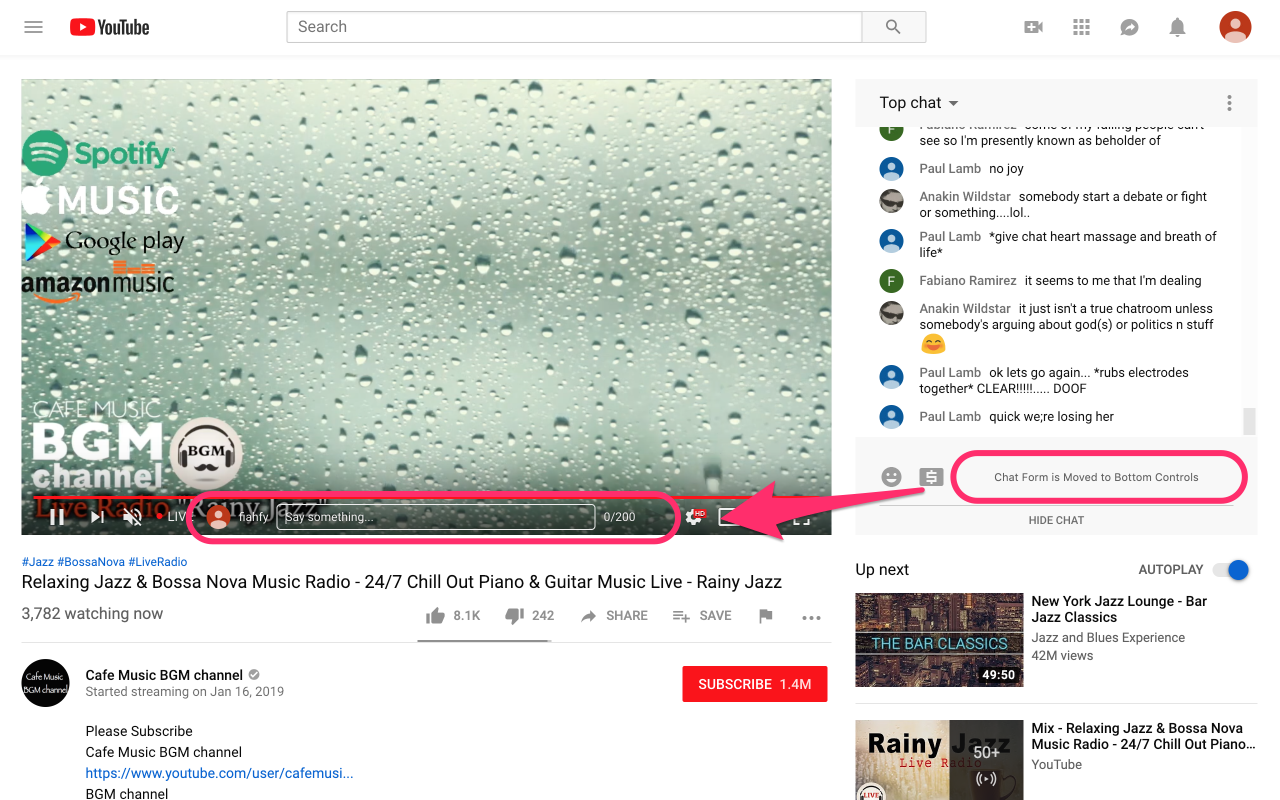 YouTube
Search
Spotify
MUSIC
Google play
amazon music
CAFE MUSIC
BGM
channel
BGM
Live Radio "Rainy Jazz"
LIVE
fiahfy
Say something...
0/200
HD
Top chat
Fabiano Ramirez some of my failing people can't
see so I'm presently known as beholder of
Paul Lamb no joy
Anakin Wildstar somebody start a debate or fight
or something....lol..
Paul Lamb *give chat heart massage and breath of
life*
F
Fabiano Ramirez it seems to me that I'm dealing
Anakin Wildstar it just isn't a true chatroom unless
somebody's arguing about god(s) or politics n stuff
Paul Lamb ok lets go again... *rubs electrodes
together* CLEAR!!!!!..... DOOF
Paul Lamb quick we;re losing her
Chat Form is Moved to Bottom Controls
HIDE CHAT
#Jazz #BossaNova #LiveRadio
Relaxing Jazz & Bossa Nova Music Radio - 24/7 Chill Out Piano & Guitar Music Live - Rainy Jazz
3,782 watching now
8.1K
242
SHARE
SAVE
Cafe Music
BGM channel
Cafe Music BGM channel
Started streaming on Jan 16, 2019
SUBSCRIBE 1.4M
Please Subscribe
Cafe Music BGM channel
https://www.youtube.com/user/cafemusi...
BGM channel
Up next
AUTOPLAY
THE BAR CLASSICS
49:50
New York Jazz Lounge - Bar
Jazz Classics
Jazz and Blues Experience
42M views
Rainy Jazz
Live Radio
50+
LIVE
Mix - Relaxing Jazz & Bossa Nova
Music Radio - 24/7 Chill Out Piano...
YouTube